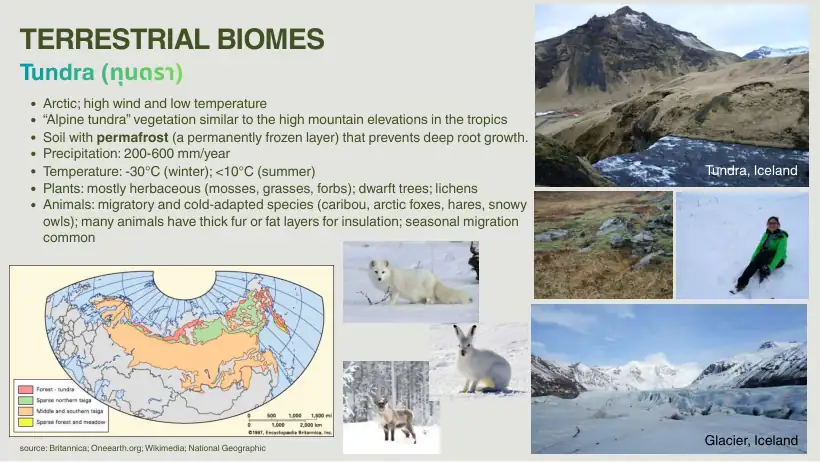 TERRESTRIAL BIOMES
Tundra (ทุนดรา)
• Arctic; high wind and low temperature
• “Alpine tundra” vegetation similar to the high mountain elevations in the tropics
• Soil with permafrost (a permanently frozen layer) that prevents deep root growth.
• Precipitation: 200-600 mm/year
• Temperature: -30°C (winter); <10°C (summer)
• Plants: mostly herbaceous (mosses, grasses, forbs); dwarft trees; lichens
• Animals: migratory and cold-adapted species (caribou, arctic foxes, hares, snowy
owls); many animals have thick fur or fat layers for insulation; seasonal migration
common
Tundra, Iceland
Forest - tundra
Sparse northern taiga
Middle and southern taiga
Sparse forest and meadow
0 500 1,000 1,500 mi
0 1,000 2,000 km
©1997, Encyclopædia Britannica, Inc.
Glacier, Iceland
source: Britannica; Oneearth.org; Wikimedia; National Geographic